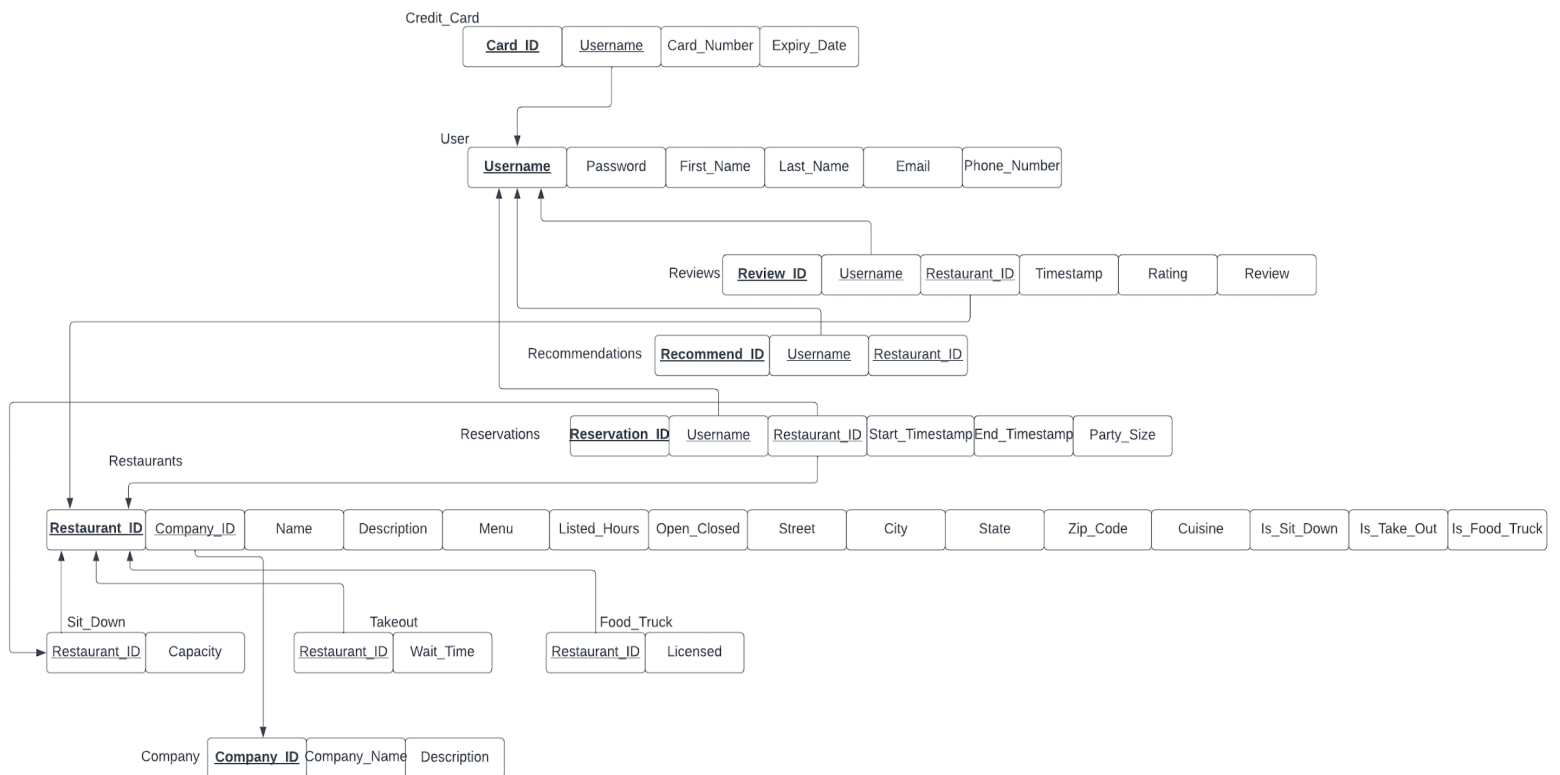 Credit_Card
Card_ID Username Card_Number Expiry_Date
User
Username Password First_Name Last_Name Email Phone_Number
Reviews Review_ID Username Restaurant_ID Timestamp Rating Review
Recommendations Recommend_ID Username Restaurant_ID
Reservations Reservation_ID Username Restaurant_ID Start_Timestamp End_Timestamp Party_Size
Restaurants
Restaurant_ID Company_ID Name Description Menu Listed_Hours Open_Closed Street City State Zip_Code Cuisine Is_Sit_Down Is_Take_Out Is_Food_Truck
Sit_Down Takeout Food_Truck
Restaurant_ID Capacity Restaurant_ID Wait_Time Restaurant_ID Licensed
Company Company_ID Company_Name Description